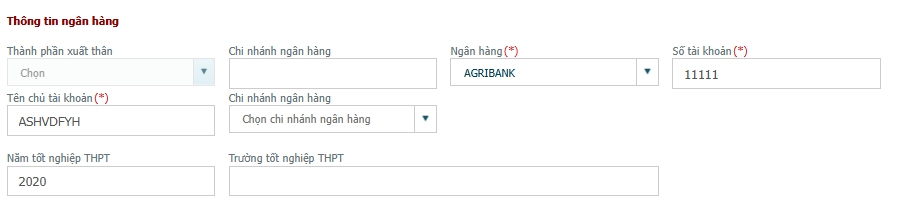 Thông tin ngân hàng
Thành phần xuất thân Chi nhánh ngân hàng Ngân hàng (*) Số tài khoản (*)
Chọn AGRIBANK 11111
Tên chủ tài khoản (*) Chi nhánh ngân hàng
ASHVDFYH Chọn chi nhánh ngân hàng
Năm tốt nghiệp THPT Trường tốt nghiệp THPT
2020